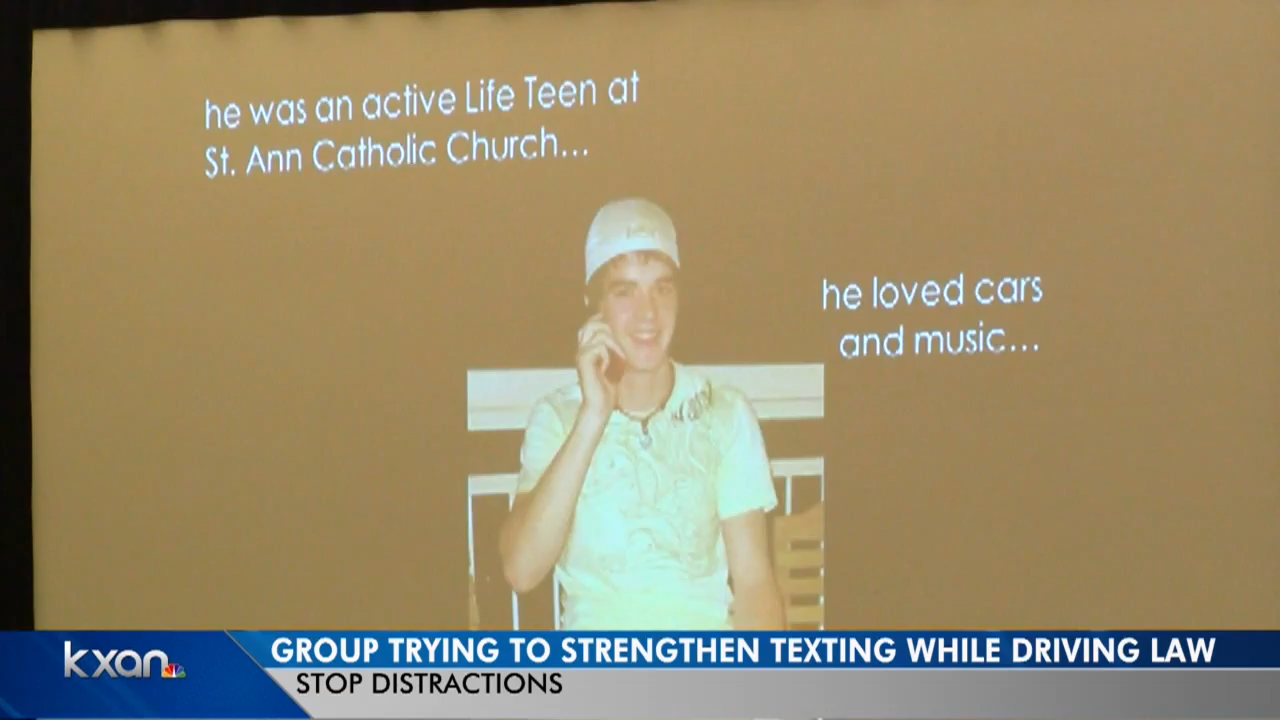 he was an active Life Teen at
St. Ann Catholic Church...
he loved cars
and music...
kxan
GROUP TRYING TO STRENGTHEN TEXTING WHILE DRIVING LAW
STOP DISTRACTIONS